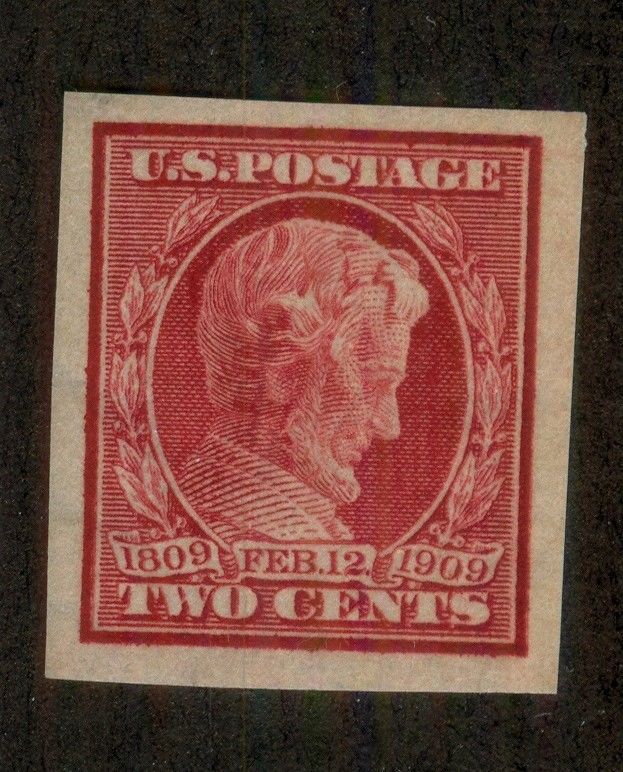 U.S.POSTAGE
1809 FEB.12 1909
TWO CENTS